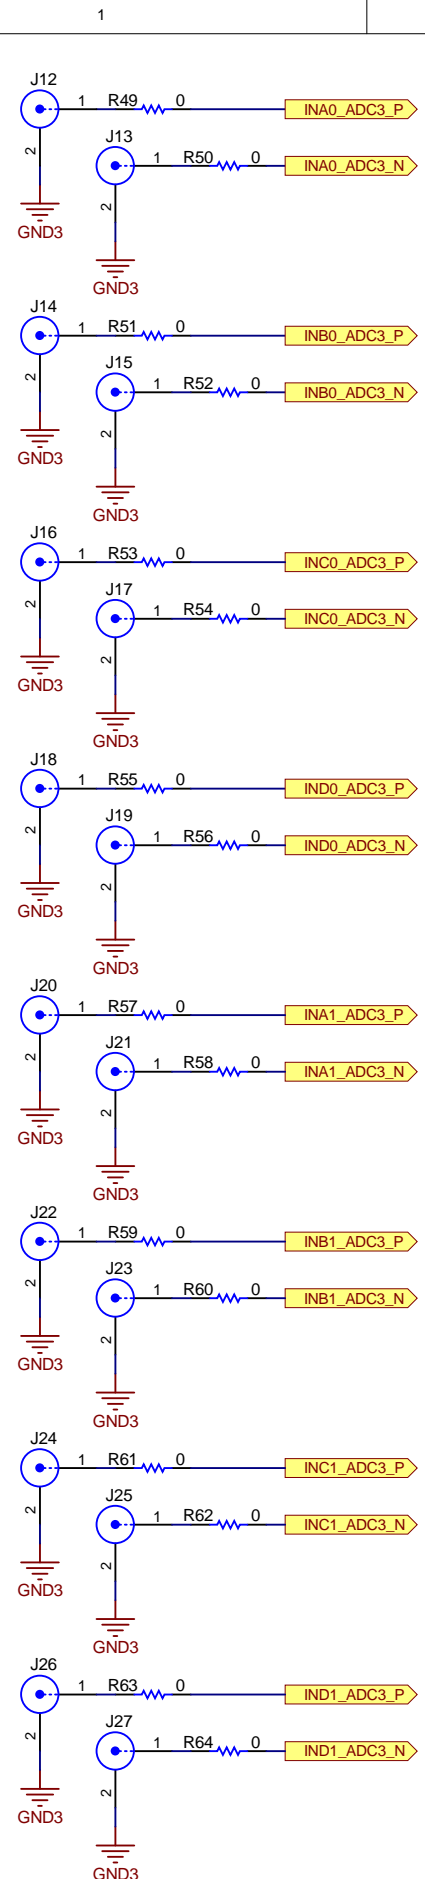 1
J12
1 R49 0 INA0_ADC3_P
2
J13
1 R50 0 INA0_ADC3_N
2
GND3
GND3
J14
1 R51 0 INB0_ADC3_P
2
J15
1 R52 0 INB0_ADC3_N
2
GND3
GND3
J16
1 R53 0 INC0_ADC3_P
2
J17
1 R54 0 INC0_ADC3_N
2
GND3
GND3
J18
1 R55 0 IND0_ADC3_P
2
J19
1 R56 0 IND0_ADC3_N
2
GND3
GND3
J20
1 R57 0 INA1_ADC3_P
2
J21
1 R58 0 INA1_ADC3_N
2
GND3
GND3
J22
1 R59 0 INB1_ADC3_P
2
J23
1 R60 0 INB1_ADC3_N
2
GND3
GND3
J24
1 R61 0 INC1_ADC3_P
2
J25
1 R62 0 INC1_ADC3_N
2
GND3
GND3
J26
1 R63 0 IND1_ADC3_P
2
J27
1 R64 0 IND1_ADC3_N
2
GND3
GND3